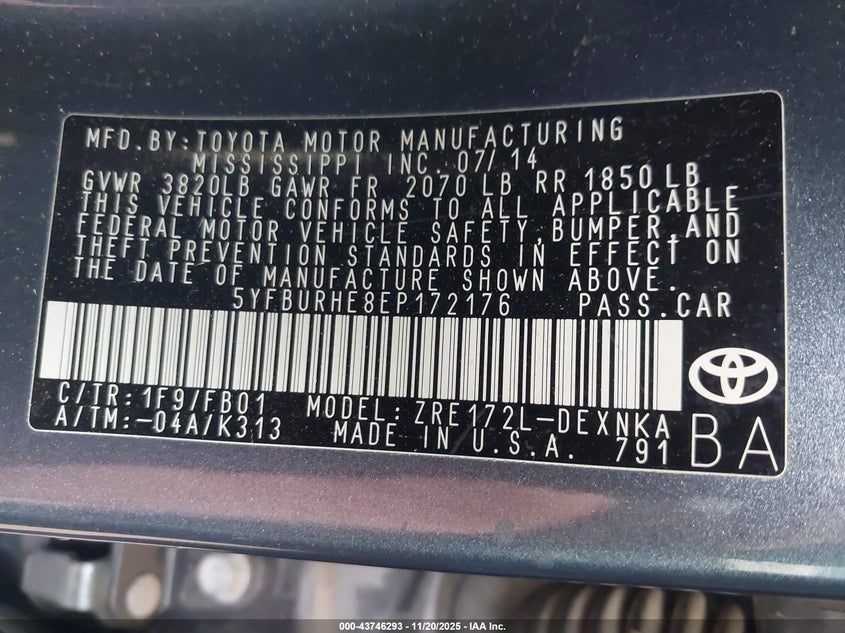 MFD.BY:TOYOTA MOTOR MANUFACTURING
MISSISSIPPI INC.07/14
GVWR 3820LB GAWR FR 2070 LB RR 1850 LB
THIS VEHICLE CONFORMS TO ALL APPLICABLE
FEDERAL MOTOR VEHICLE SAFETY,BUMPER,AND
THEFT PREVENTION STANDARDS IN EFFECT ON
THE DATE OF MANUFACTURE SHOWN ABOVE.
5YFBURHE8EP172176 PASS.CAR
C/TR:1F9/FB01 MODEL:ZRE172L-DEXNKA
A/TM:-04A/K313 MADE IN U.S.A. 791
BA
000-43746293 - 11/20/2025 - IAA Inc.